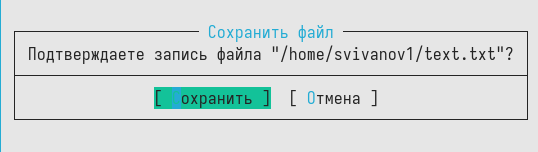 Сохранить файл
Подтверждаете запись файла "/home/svivanov1/text.txt"?
[ Сохранить ] [ Отмена ]